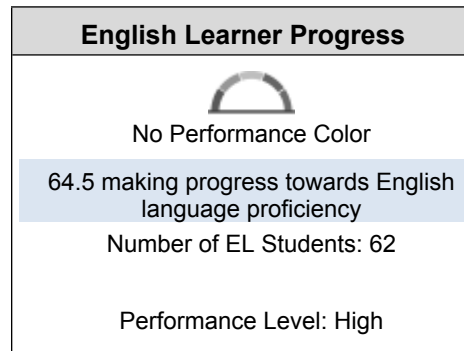 English Learner Progress
No Performance Color
64.5 making progress towards English
language proficiency
Number of EL Students: 62
Performance Level: High